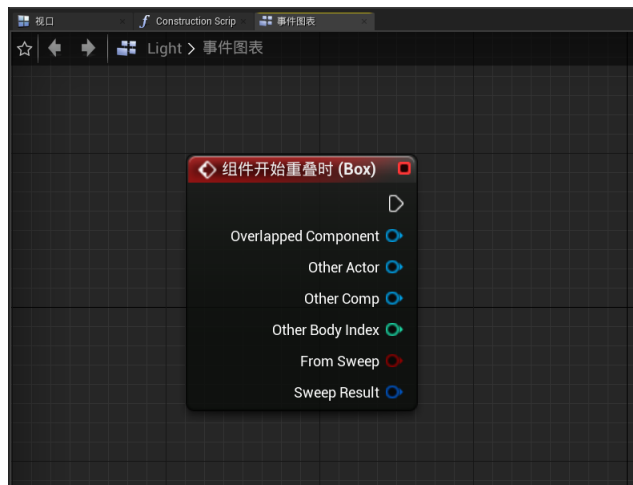 视口
Construction Scrip
事件图表
Light > 事件图表
组件开始重叠时 (Box)
Overlapped Component
Other Actor
Other Comp
Other Body Index
From Sweep
Sweep Result